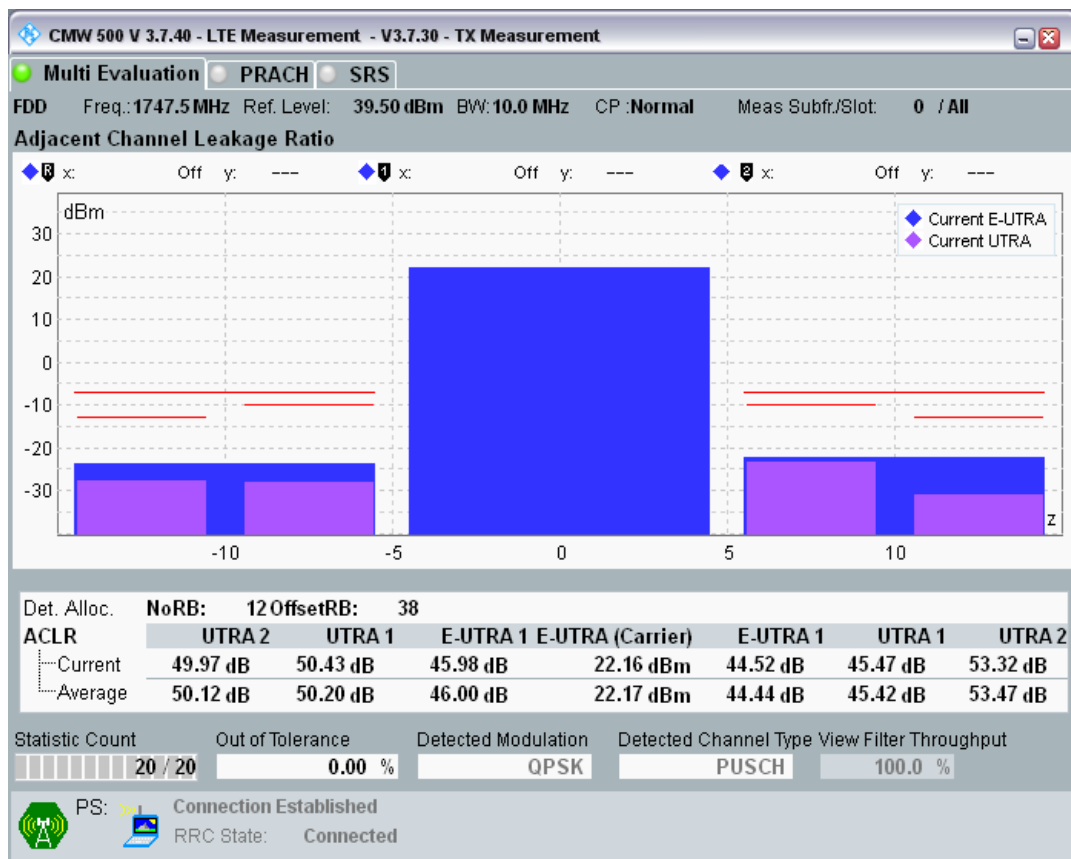 CMW 500 V 3.7.40 - LTE Measurement - V3.7.30 - TX Measurement
Multi Evaluation PRACH SRS
FDD Freq.:1747.5 MHz Ref. Level: 39.50 dBm BW:10.0 MHz CP :Normal Meas Subfr./Slot: 0 / All
Adjacent Channel Leakage Ratio
R x: Off y: --- 1 x: Off y: --- 2 x: Off y: ---
dBm
Current E-UTRA
Current UTRA
30
20
10
0
-10
-20
-30
z
-10 -5 0 5 10
Det. Alloc. NoRB: 12 OffsetRB: 38
ACLR UTRA 2 UTRA 1 E-UTRA 1 E-UTRA (Carrier) E-UTRA 1 UTRA 1 UTRA 2
Current 49.97 dB 50.43 dB 45.98 dB 22.16 dBm 44.52 dB 45.47 dB 53.32 dB
Average 50.12 dB 50.20 dB 46.00 dB 22.17 dBm 44.44 dB 45.42 dB 53.47 dB
Statistic Count Out of Tolerance Detected Modulation Detected Channel Type View Filter Throughput
20 / 20 0.00 % QPSK PUSCH 100.0 %
PS: Connection Established
RRC State: Connected